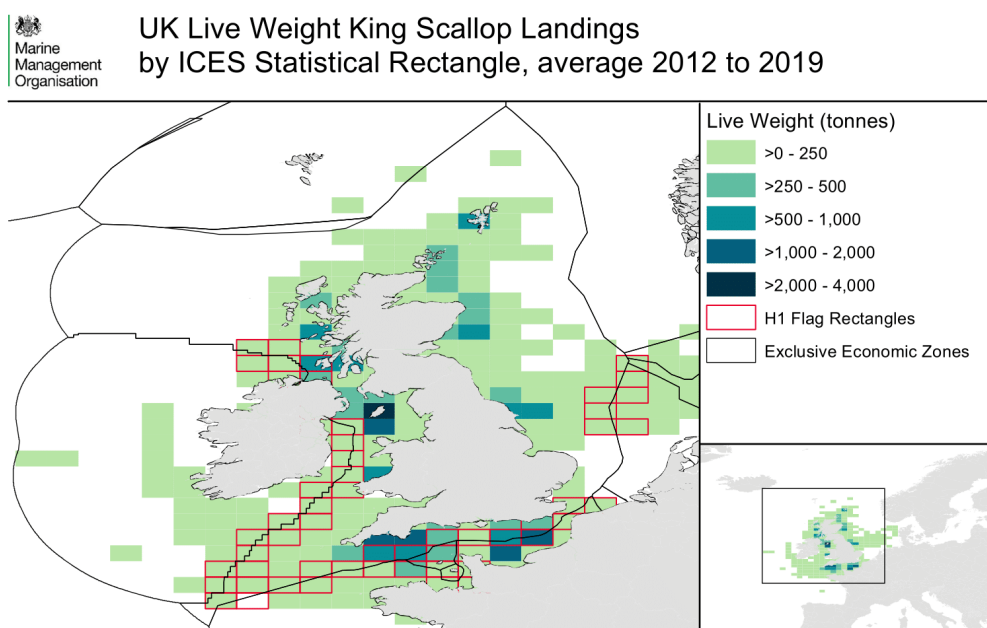 Marine
Management
Organisation
UK Live Weight King Scallop Landings
by ICES Statistical Rectangle, average 2012 to 2019
Live Weight (tonnes)
>0 - 250
>250 - 500
>500 - 1,000
>1,000 - 2,000
>2,000 - 4,000
H1 Flag Rectangles
Exclusive Economic Zones